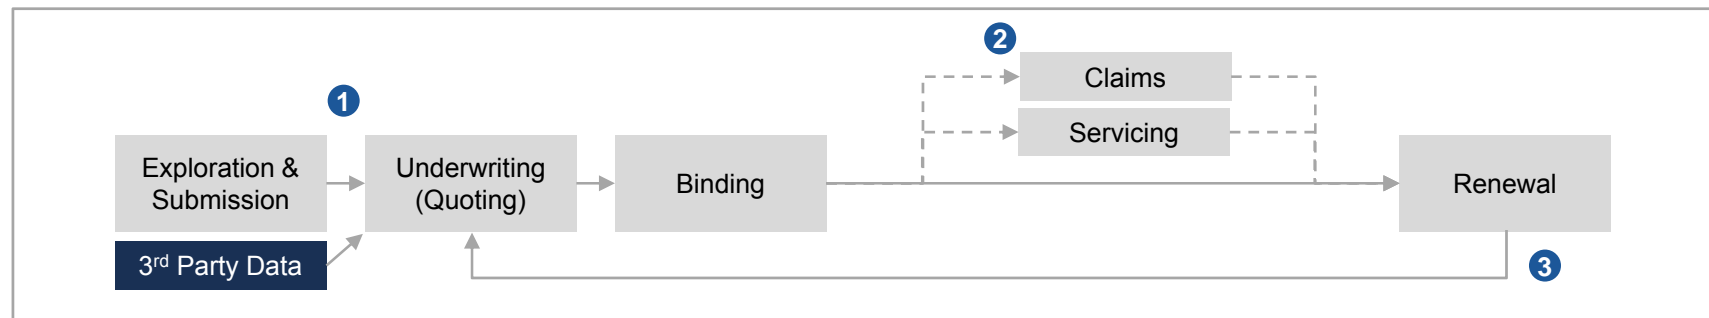 1
2
Claims
Servicing
Exploration &
Submission
Underwriting
(Quoting)
Binding
Renewal
3rd Party Data
3